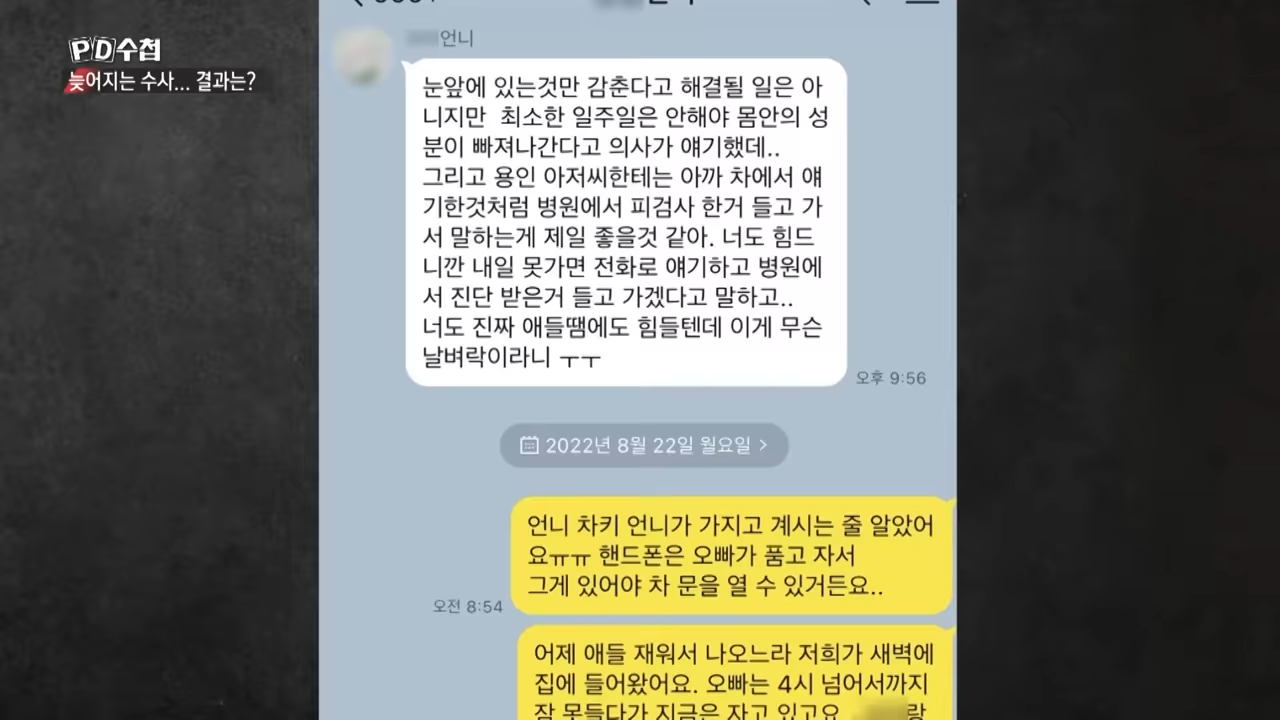 PD수첩
늦어지는 수사... 결과는?
언니
눈앞에 있는것만 감춘다고 해결될 일은 아
니지만 최소한 일주일은 안해야 몸안의 성
분이 빠져나간다고 의사가 얘기했데..
그리고 용인 아저씨한테는 아까 차에서 얘
기한것처럼 병원에서 피검사 한거 들고 가
서 말하는게 제일 좋을것 같아. 너도 힘드
니깐 내일 못가면 전화로 얘기하고 병원에
서 진단 받은거 들고 가겠다고 말하고..
너도 진짜 애들땜에도 힘들텐데 이게 무슨
날벼락이라니 ㅜㅜ
오후 9:56
2022년 8월 22일 월요일 >
언니 차키 언니가 가지고 계시는 줄 알았어
요ㅠㅠ 핸드폰은 오빠가 품고 자서
그게 있어야 차 문을 열 수 있거든요..
오전 8:54
어제 애들 재워서 나오느라 저희가 새벽에
집에 들어왔어요. 오빠는 4시 넘어서까지
잠 못들다가 지금은 자고 있고요 랑